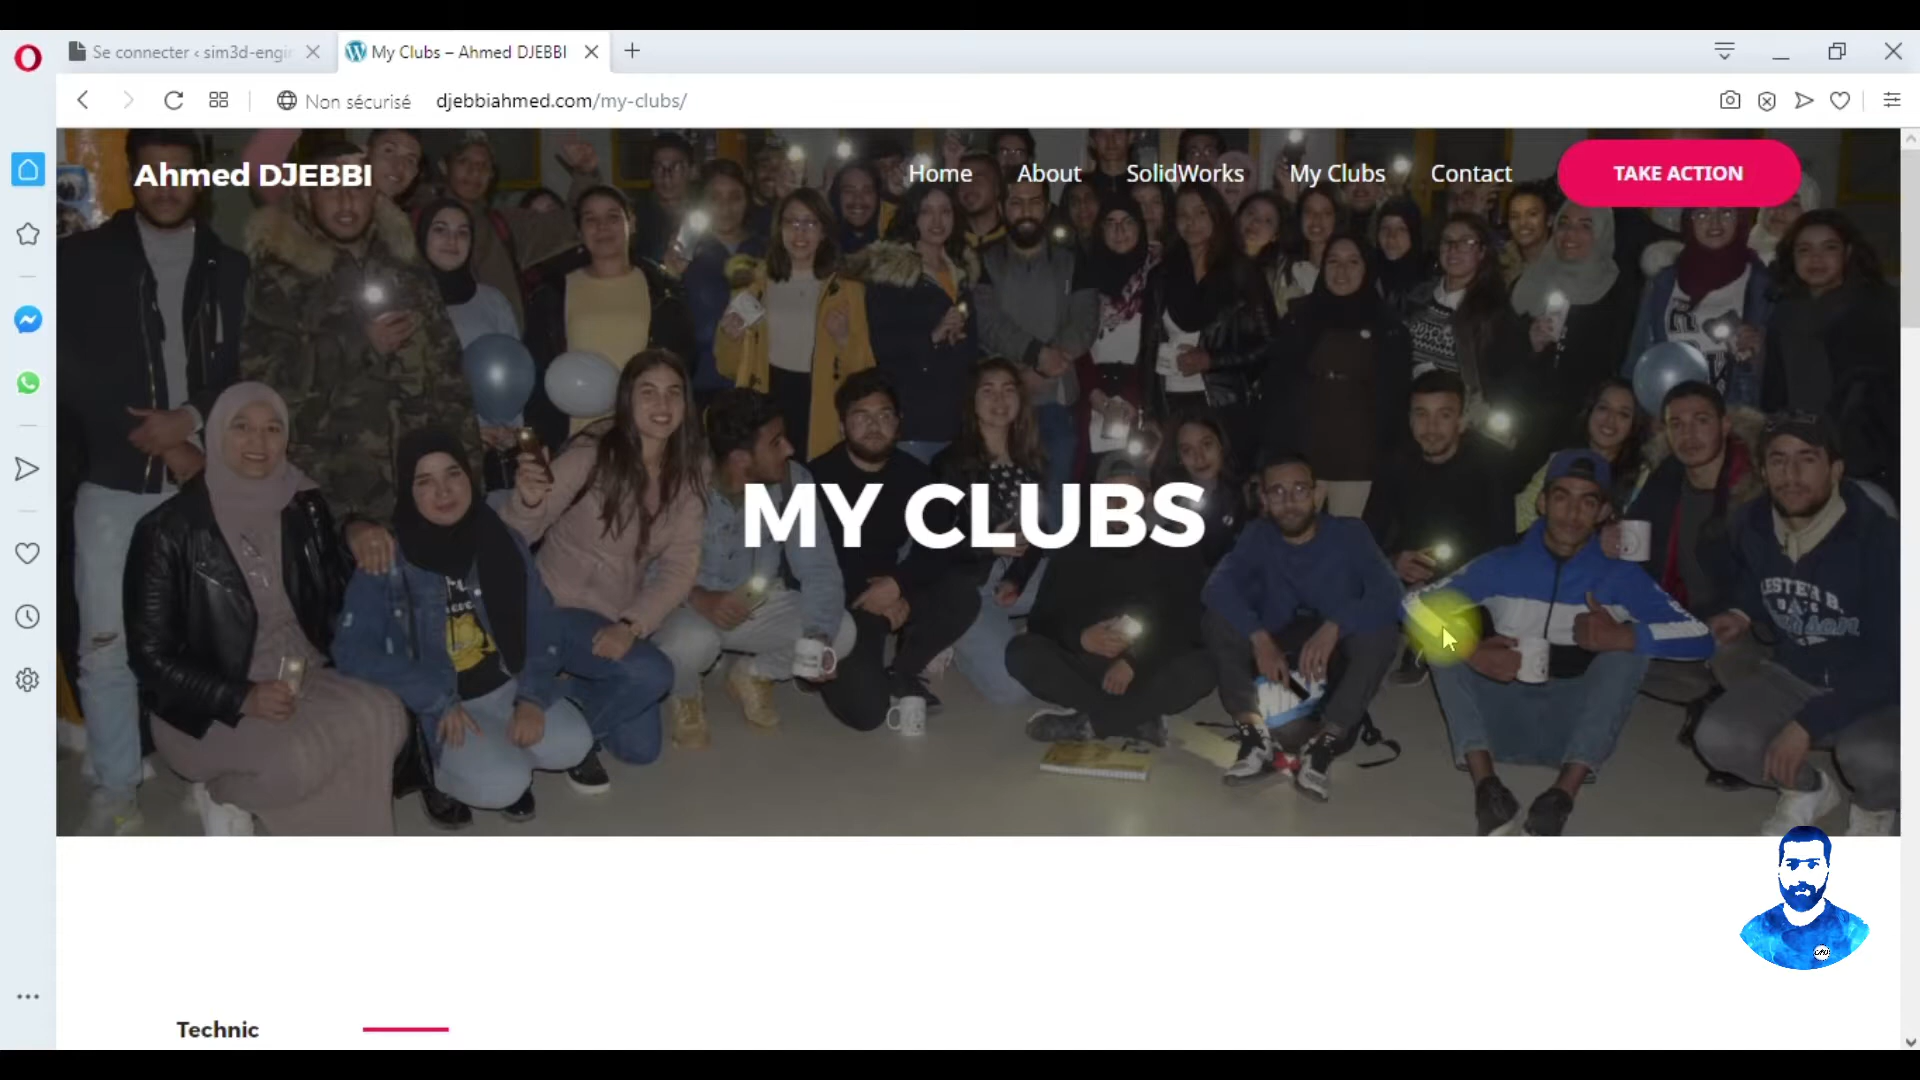 Se connecter ‹ sim3d-engin
My Clubs – Ahmed DJEBBI
Non sécurisé
djebbiahmed.com/my-clubs/
Ahmed DJEBBI
Home
About
SolidWorks
My Clubs
Contact
TAKE ACTION
MY CLUBS
Technic